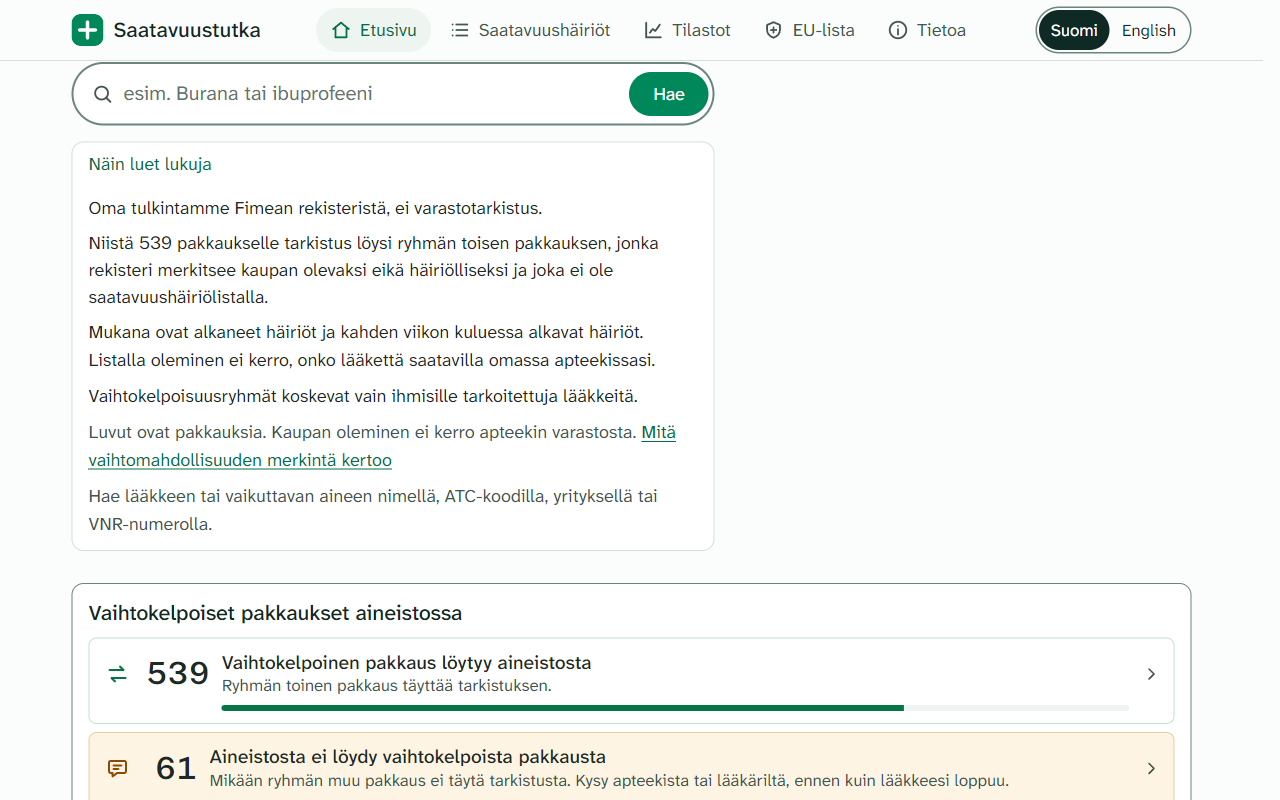 Saatavuustutka
Etusivu
Saatavuushäiriöt
Tilastot
EU-lista
Tietoa
Suomi
English
esim. Burana tai ibuprofeeni
Hae
Näin luet lukuja
Oma tulkintamme Fimean rekisteristä, ei varastotarkistus.
Niistä 539 pakkaukselle tarkistus löysi ryhmän toisen pakkauksen, jonka
rekisteri merkitsee kaupan olevaksi eikä häiriölliseksi ja joka ei ole
saatavuushäiriölistalla.
Mukana ovat alkaneet häiriöt ja kahden viikon kuluessa alkavat häiriöt.
Listalla oleminen ei kerro, onko lääkettä saatavilla omassa apteekissasi.
Vaihtokelpoisuusryhmät koskevat vain ihmisille tarkoitettuja lääkkeitä.
Luvut ovat pakkauksia. Kaupan oleminen ei kerro apteekin varastosta. Mitä
vaihtomahdollisuuden merkintä kertoo
Hae lääkkeen tai vaikuttavan aineen nimellä, ATC-koodilla, yrityksellä tai
VNR-numerolla.
Vaihtokelpoiset pakkaukset aineistossa
539
Vaihtokelpoinen pakkaus löytyy aineistosta
Ryhmän toinen pakkaus täyttää tarkistuksen.
61
Aineistosta ei löydy vaihtokelpoista pakkausta
Mikään ryhmän muu pakkaus ei täytä tarkistusta. Kysy apteekista tai lääkäriltä, ennen kuin lääkkeesi loppuu.